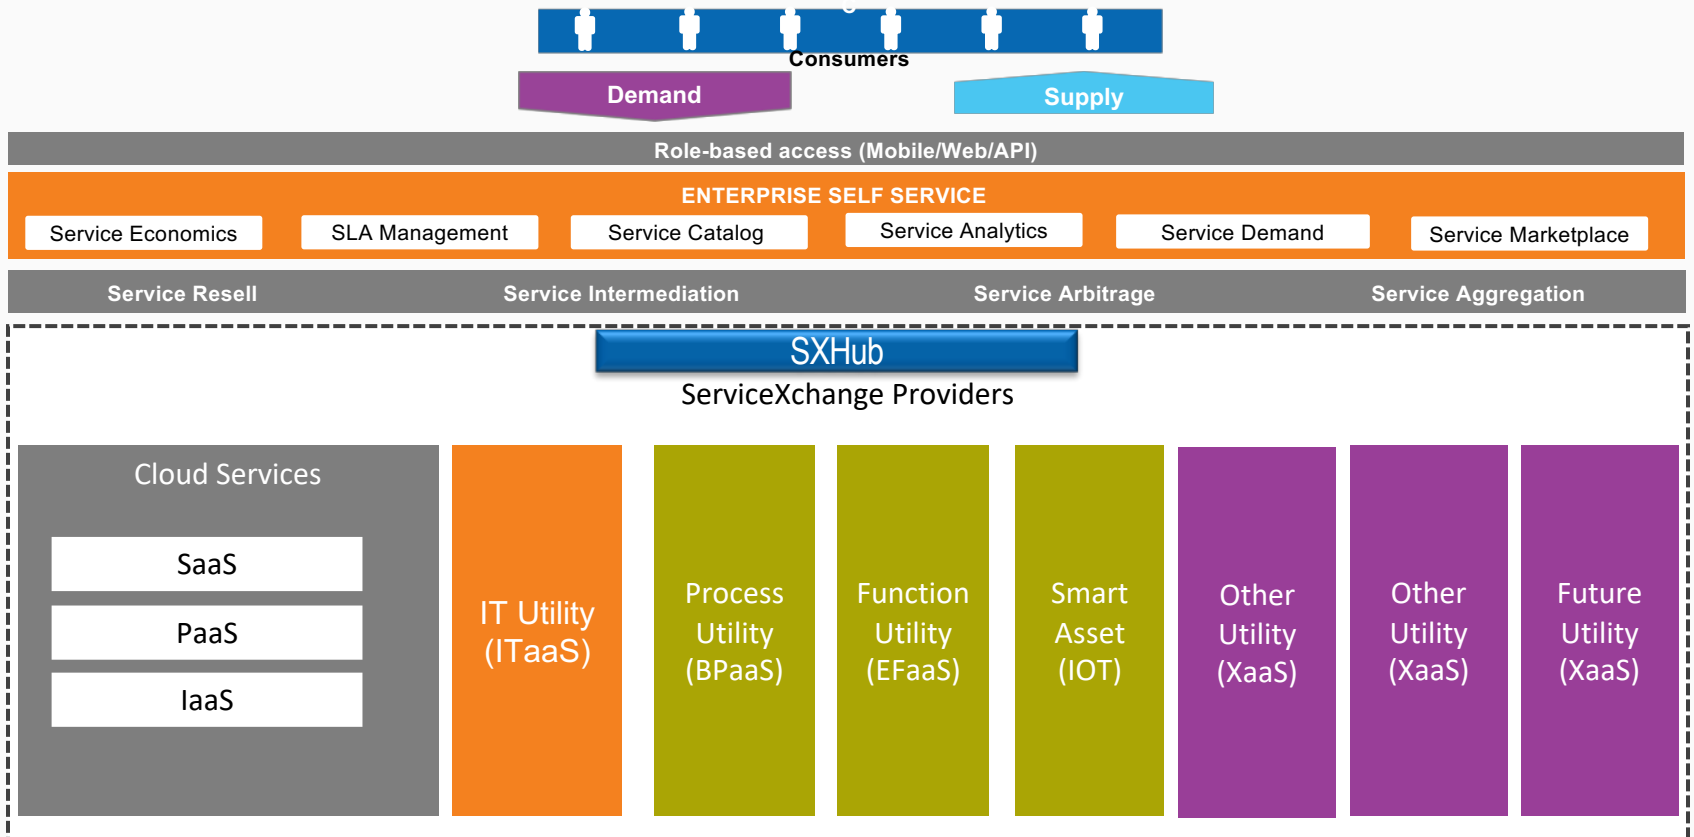 Consumers
Demand
Supply
Role-based access (Mobile/Web/API)
ENTERPRISE SELF SERVICE
Service Economics
SLA Management
Service Catalog
Service Analytics
Service Demand
Service Marketplace
Service Resell
Service Intermediation
Service Arbitrage
Service Aggregation
SXHub
ServiceXchange Providers
Cloud Services
SaaS
PaaS
IaaS
IT Utility
(ITaaS)
Process
Utility
(BPaaS)
Function
Utility
(EFaaS)
Smart
Asset
(IOT)
Other
Utility
(XaaS)
Other
Utility
(XaaS)
Future
Utility
(XaaS)